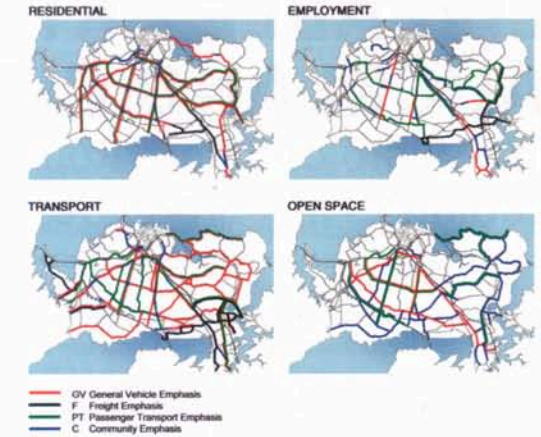 RESIDENTIAL
EMPLOYMENT
TRANSPORT
OPEN SPACE
GV General Vehicle Emphasis
F Freight Emphasis
PT Passenger Transport Emphasis
C Community Emphasis